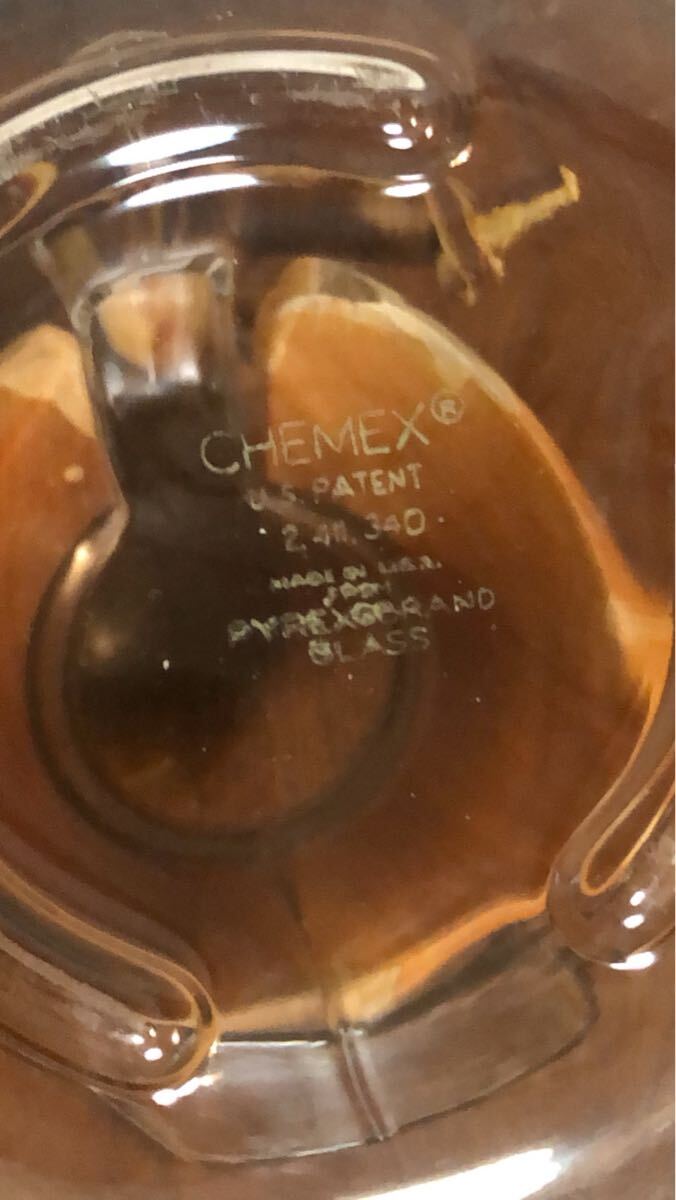 CHEMEX®
U.S. PATENT
2,411,340
MADE IN U.S.A.
FROM
PYREX® BRAND
GLASS